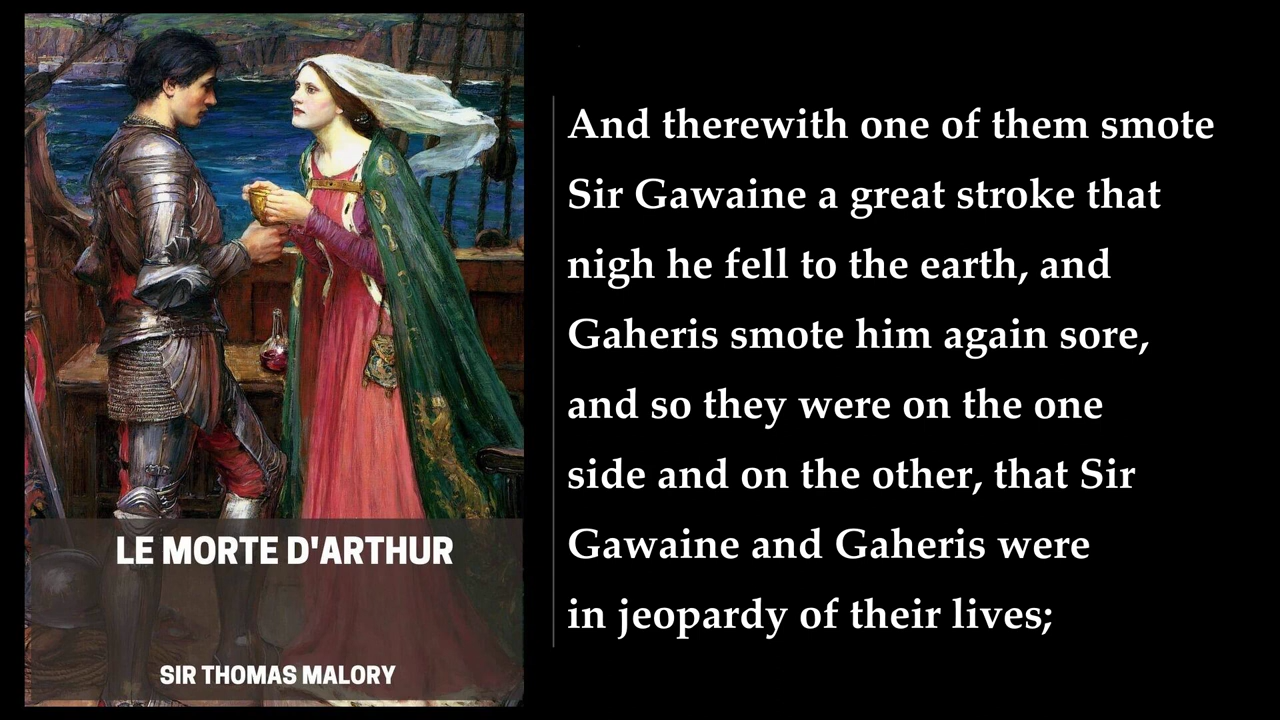 LE MORTE D'ARTHUR
SIR THOMAS MALORY
And therewith one of them smote
Sir Gawaine a great stroke that
nigh he fell to the earth, and
Gaheris smote him again sore,
and so they were on the one
side and on the other, that Sir
Gawaine and Gaheris were
in jeopardy of their lives;